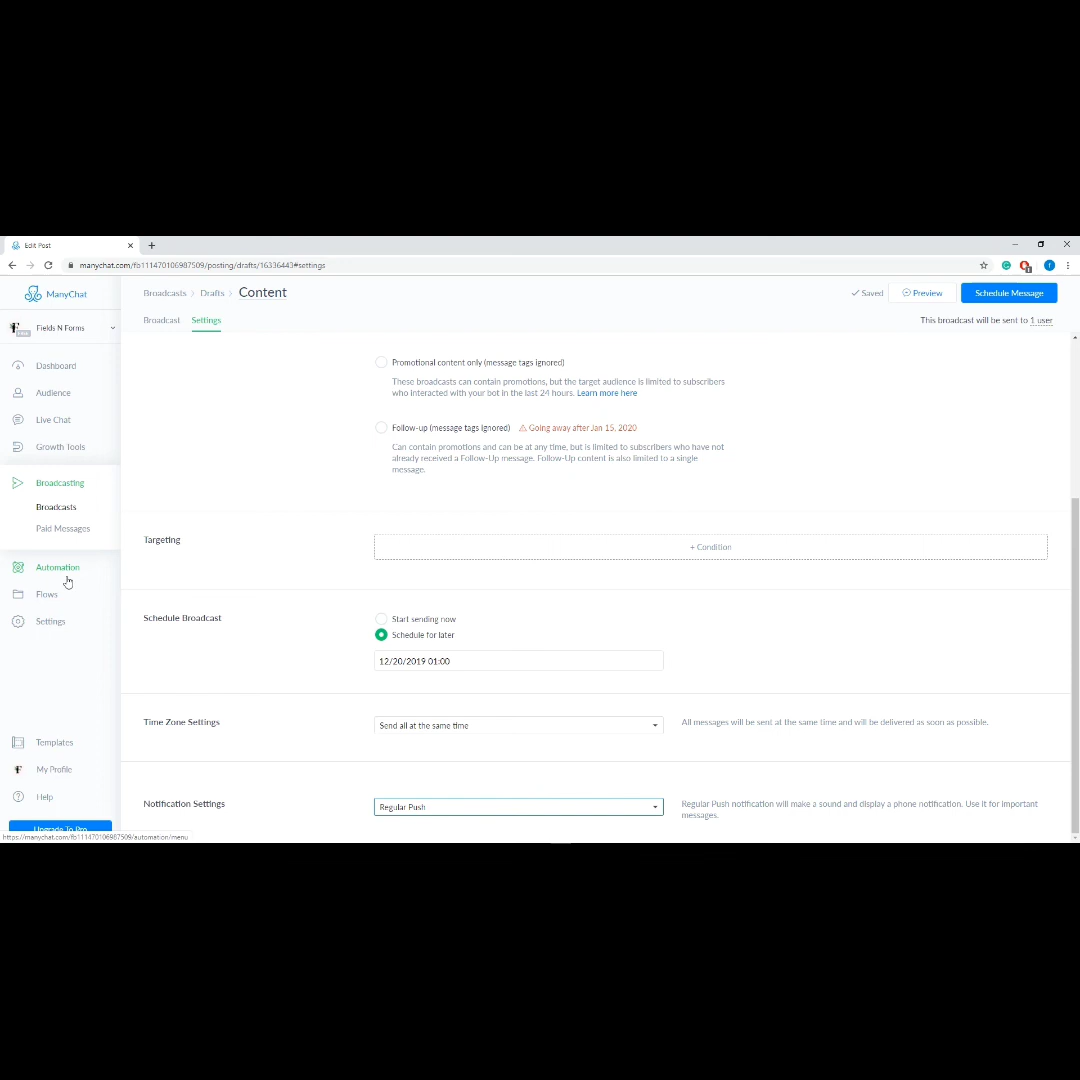 Edit Post
manychat.com/fb111470106987509/posting/drafts/16336443#settings
ManyChat
Broadcasts
Drafts
Content
Saved
Preview
Schedule Message
Fields N Forms
Broadcast
Settings
This broadcast will be sent to 1 user
Dashboard
Audience
Live Chat
Growth Tools
Broadcasting
Broadcasts
Paid Messages
Automation
Flows
Settings
Templates
My Profile
Help
Upgrade To Pro
https://manychat.com/fb111470106987509/automation/menu
Promotional content only (message tags ignored)
These broadcasts can contain promotions, but the target audience is limited to subscribers
who interacted with your bot in the last 24 hours. Learn more here
Follow-up (message tags ignored) Going away after Jan 15, 2020
Can contain promotions and can be at any time, but is limited to subscribers who have not
already received a Follow-Up message. Follow-Up content is also limited to a single
message.
Targeting
+ Condition
Schedule Broadcast
Start sending now
Schedule for later
12/20/2019 01:00
Time Zone Settings
Send all at the same time
All messages will be sent at the same time and will be delivered as soon as possible.
Notification Settings
Regular Push
Regular Push notification will make a sound and display a phone notification. Use it for important
messages.